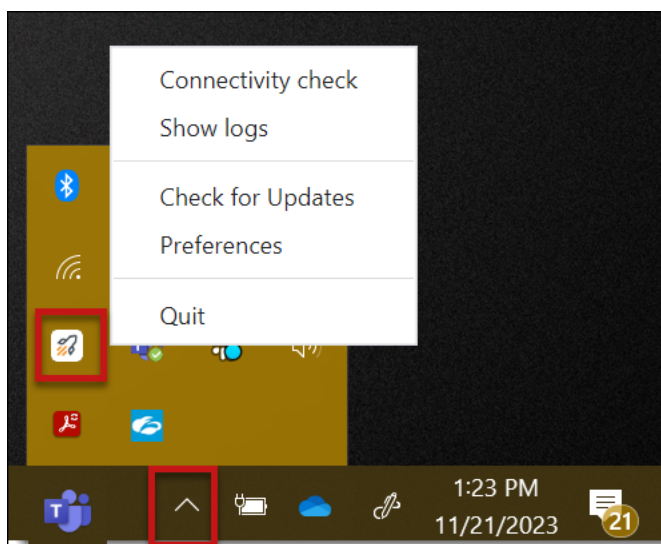 Connectivity check
Show logs
Check for Updates
Preferences
Quit
1:23 PM
11/21/2023
21